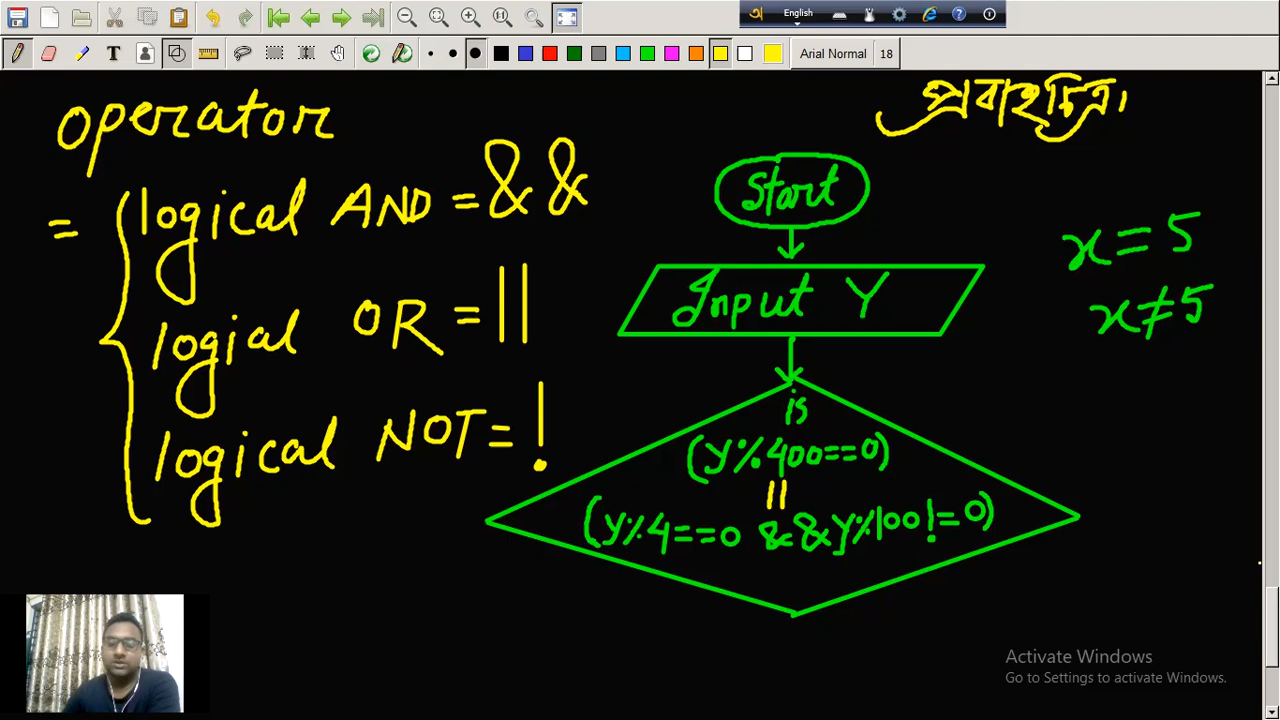 English
Arial Normal 18
operator
= { logical AND = &&
logial OR = ||
logical NOT = !
প্রবাহচিত্র।
Start
Input Y
is
(Y%400==0)
||
(Y%4==0 &&Y%100!=0)
x=5
x≠5
Activate Windows
Go to Settings to activate Windows.